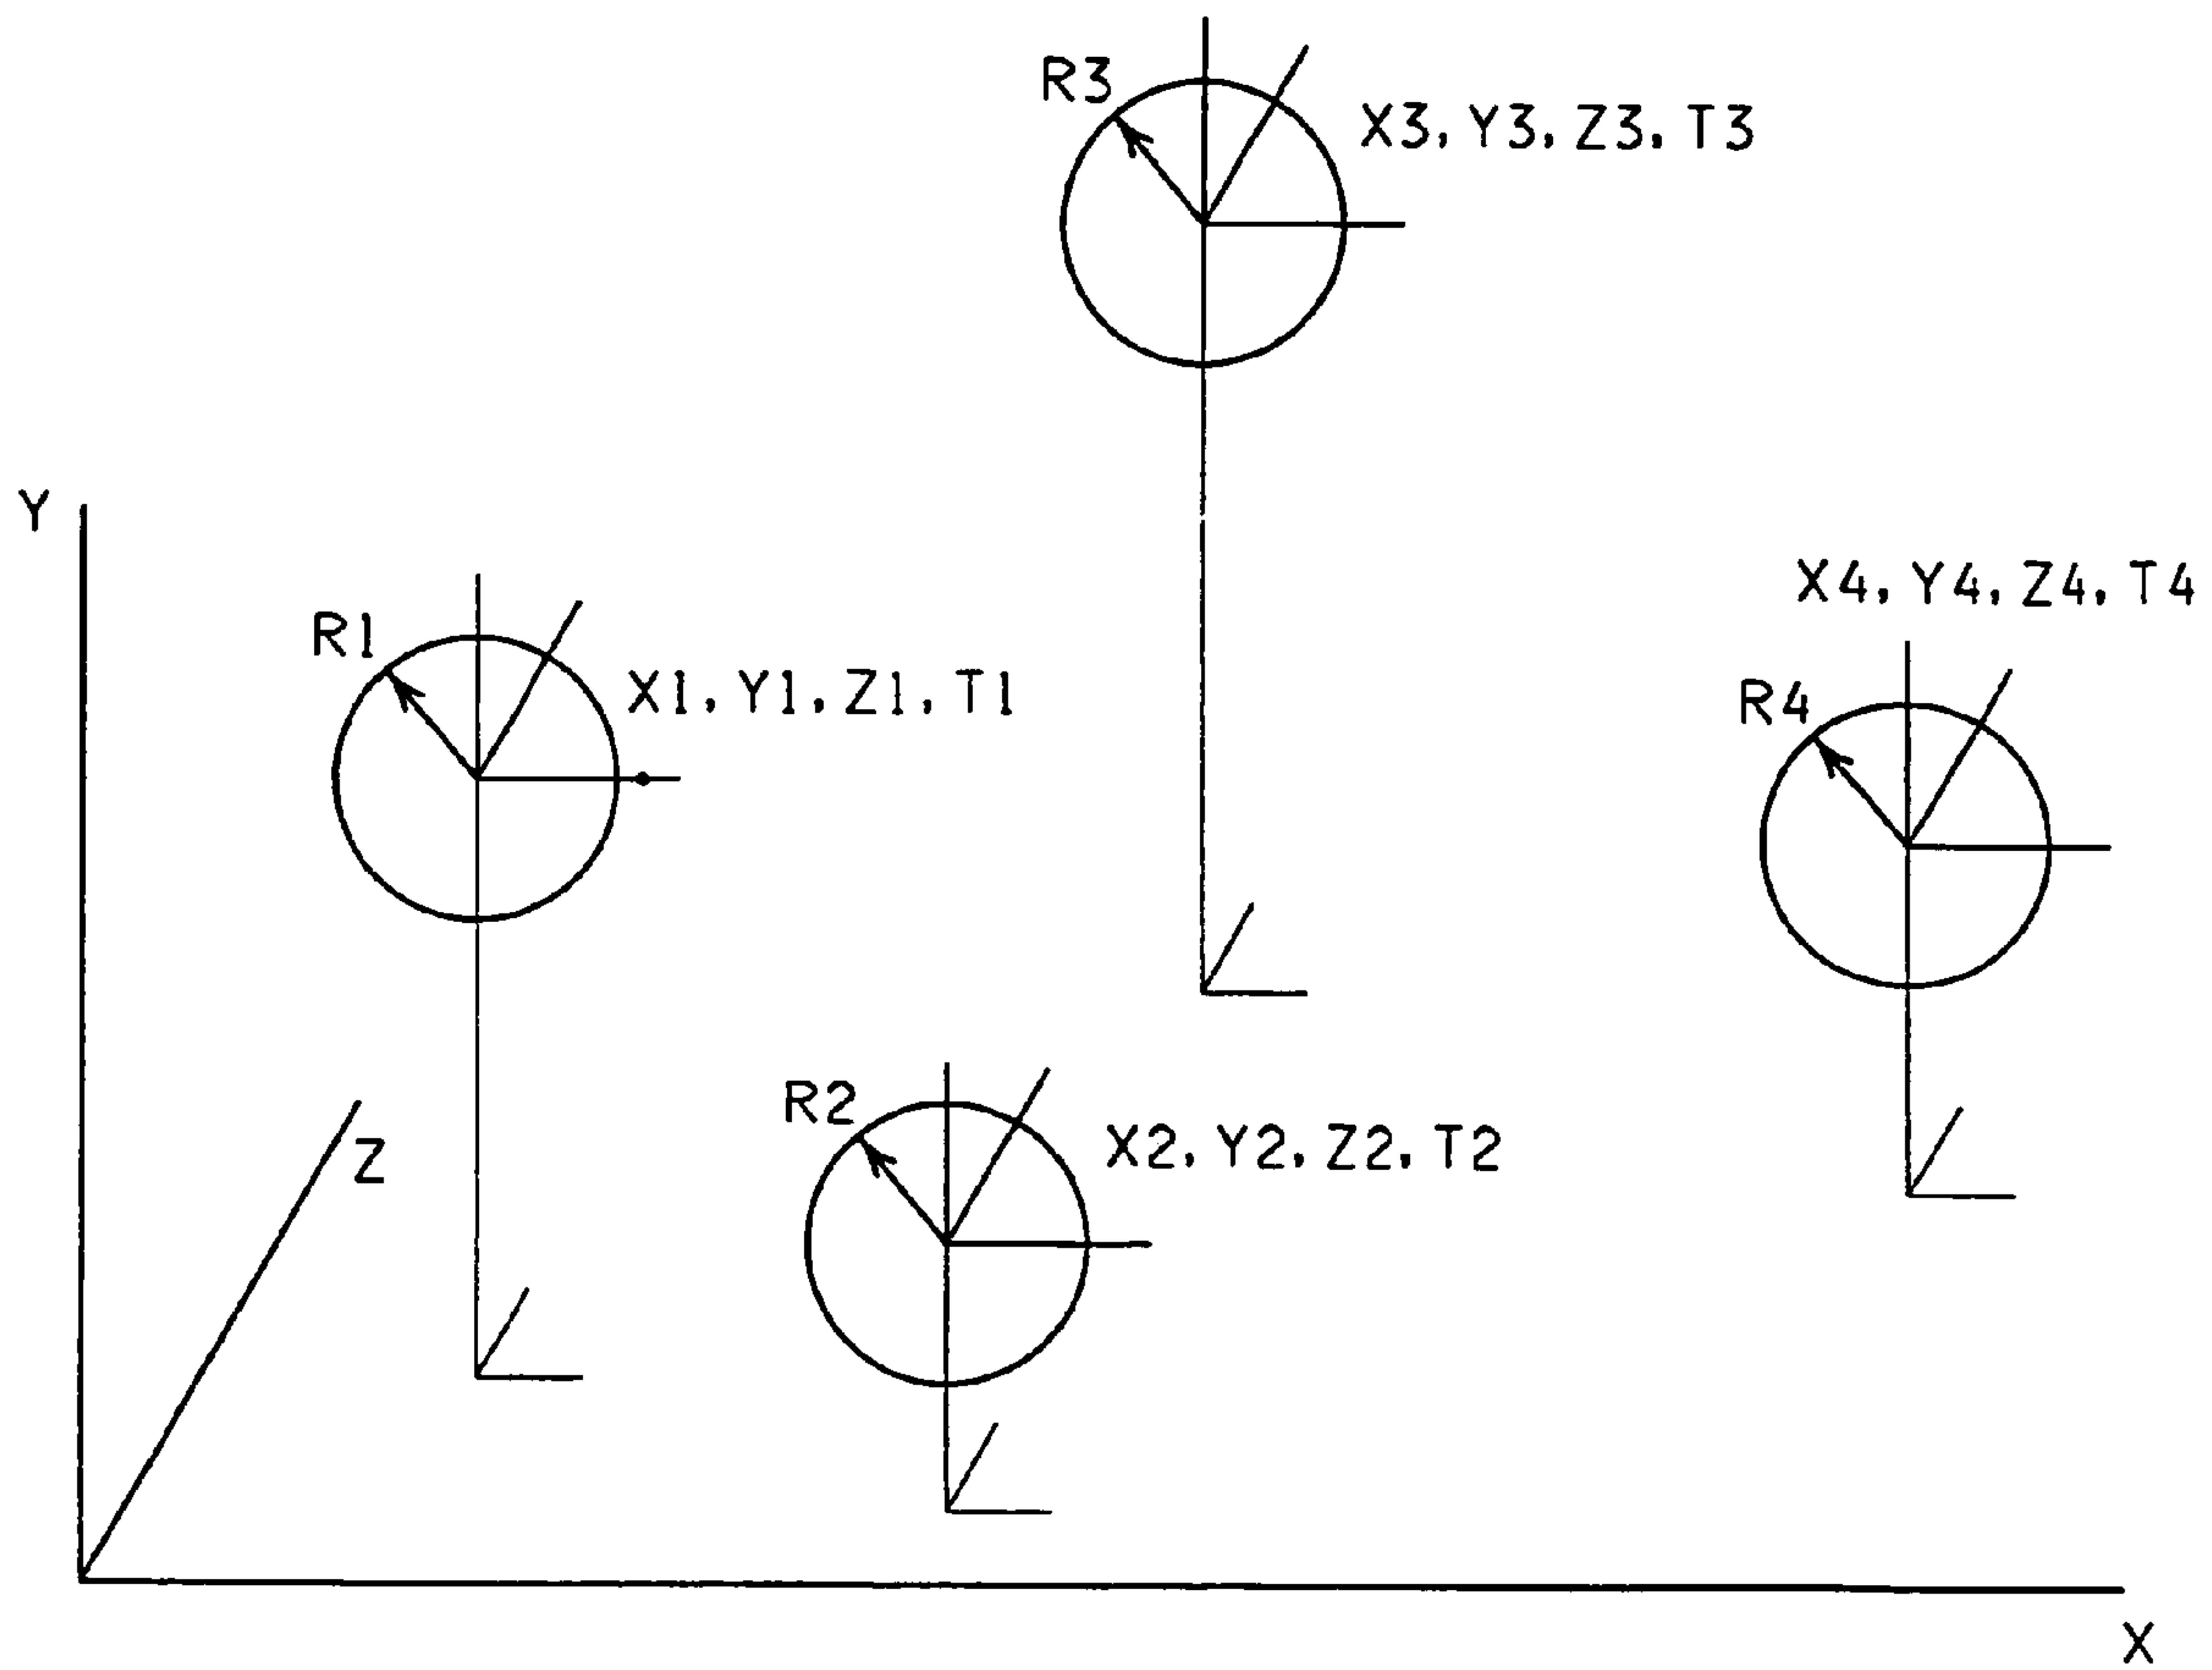 R3
X3, Y3, Z3, T3
Y
X4, Y4, Z4, T4
R1
X1, Y1, Z1, T1
R4
R2
X2, Y2, Z2, T2
Z
X